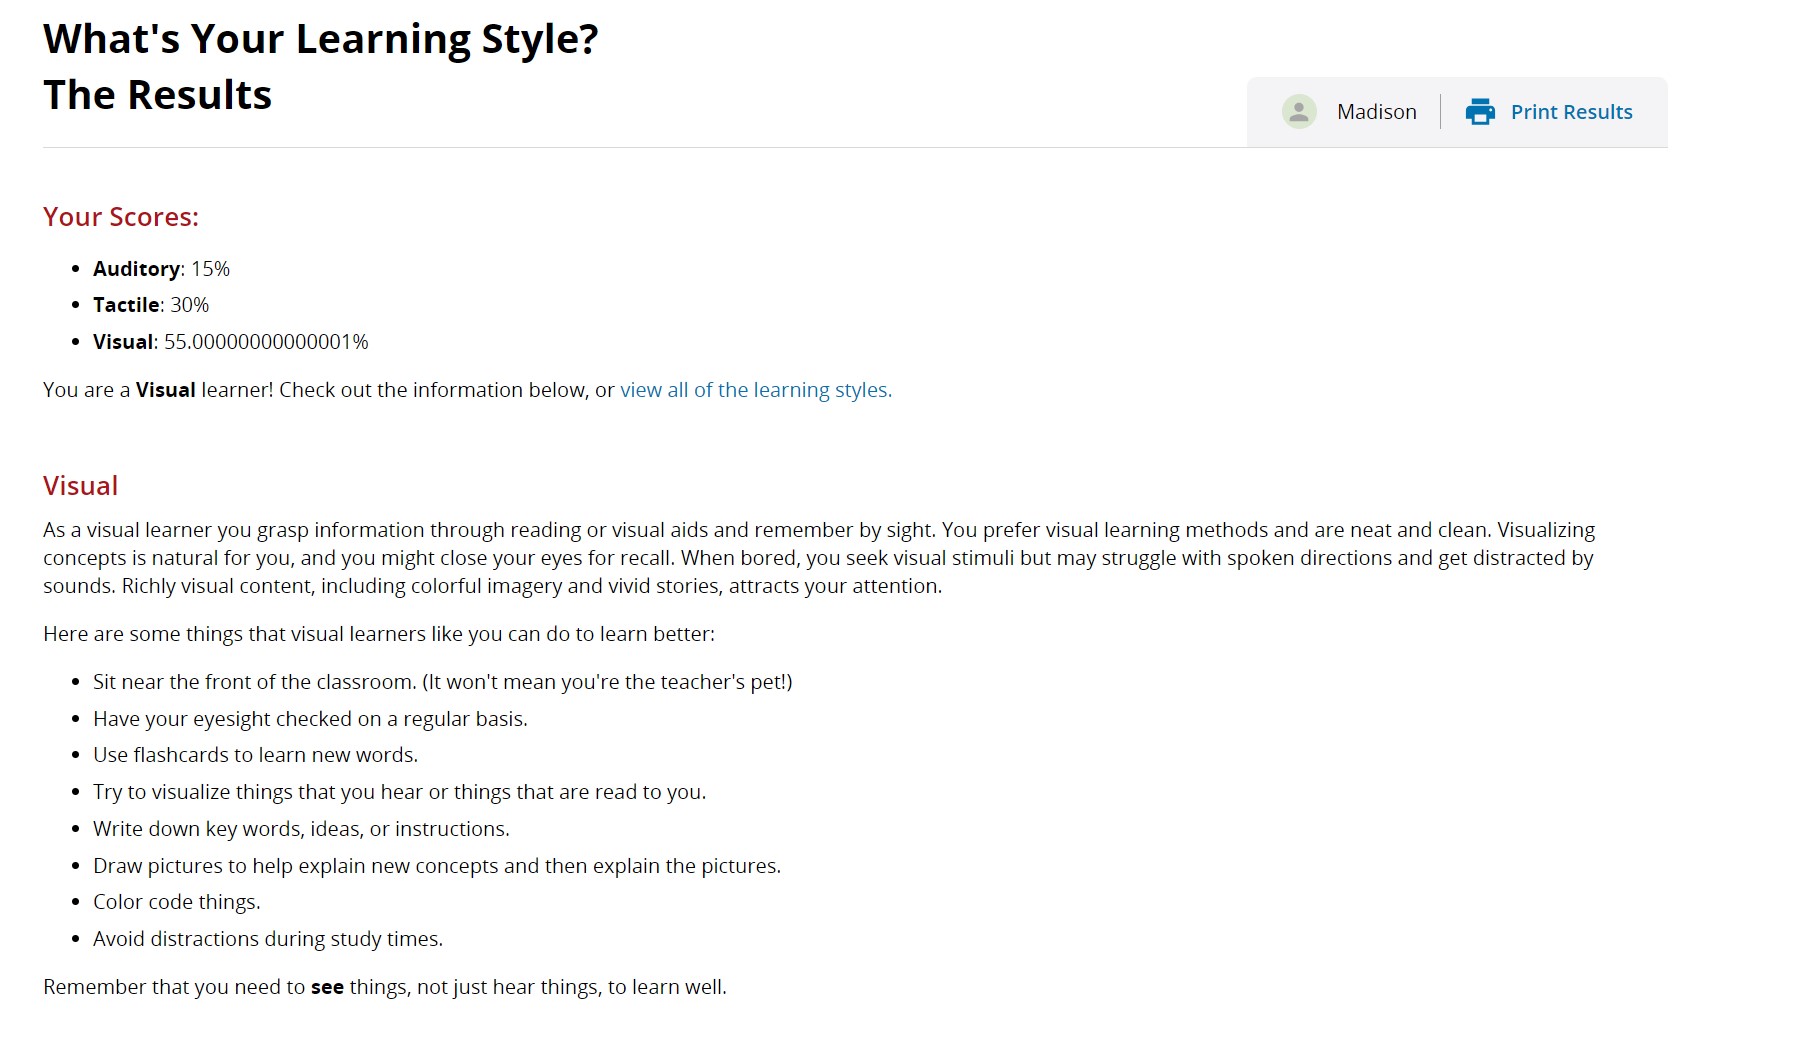 What's Your Learning Style?
The Results
Madison
Print Results
Your Scores:
• Auditory: 15%
• Tactile: 30%
• Visual: 55.00000000000001%
You are a Visual learner! Check out the information below, or view all of the learning styles.
Visual
As a visual learner you grasp information through reading or visual aids and remember by sight. You prefer visual learning methods and are neat and clean. Visualizing
concepts is natural for you, and you might close your eyes for recall. When bored, you seek visual stimuli but may struggle with spoken directions and get distracted by
sounds. Richly visual content, including colorful imagery and vivid stories, attracts your attention.
Here are some things that visual learners like you can do to learn better:
• Sit near the front of the classroom. (It won't mean you're the teacher's pet!)
• Have your eyesight checked on a regular basis.
• Use flashcards to learn new words.
• Try to visualize things that you hear or things that are read to you.
• Write down key words, ideas, or instructions.
• Draw pictures to help explain new concepts and then explain the pictures.
• Color code things.
• Avoid distractions during study times.
Remember that you need to see things, not just hear things, to learn well.